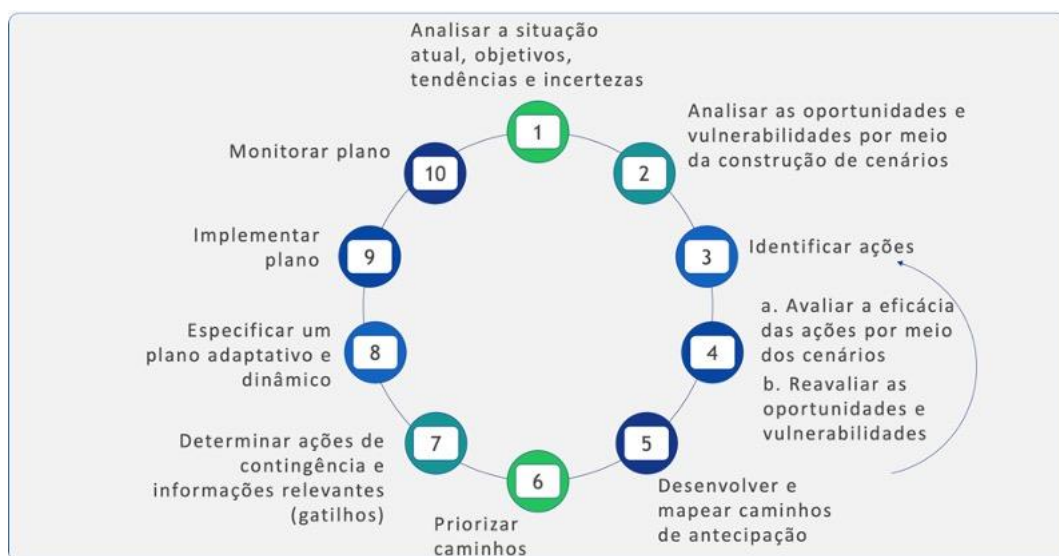 1
Analisar a situação
atual, objetivos,
tendências e incertezas
2
Analisar as oportunidades e
vulnerabilidades por meio
da construção de cenários
3
Identificar ações
4
a. Avaliar a eficácia
das ações por meio
dos cenários
b. Reavaliar as
oportunidades e
vulnerabilidades
5
Desenvolver e
mapear caminhos
de antecipação
6
Priorizar
caminhos
7
Determinar ações de
contingência e
informações relevantes
(gatilhos)
8
Especificar um
plano adaptativo e
dinâmico
9
Implementar
plano
10
Monitorar plano